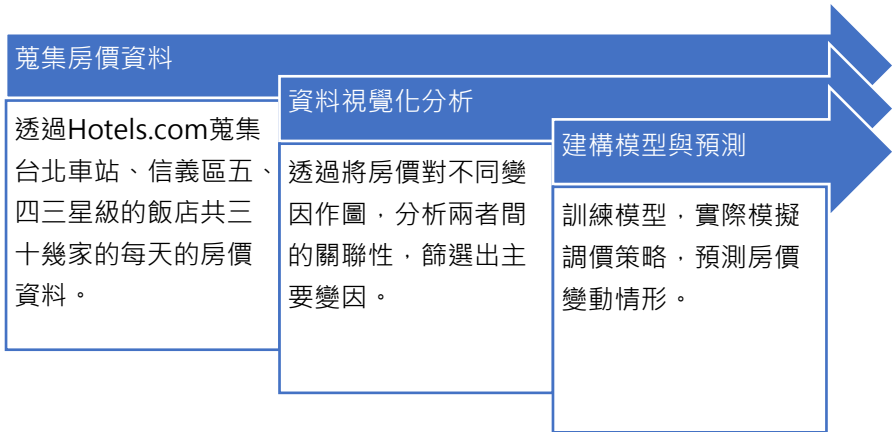 蒐集房價資料
透過Hotels.com蒐集
台北車站、信義區五、
四三星級的飯店共三
十幾家的每天的房價
資料。
資料視覺化分析
透過將房價對不同變
因作圖，分析兩者間
的關聯性，篩選出主
要變因。
建構模型與預測
訓練模型，實際模擬
調價策略，預測房價
變動情形。